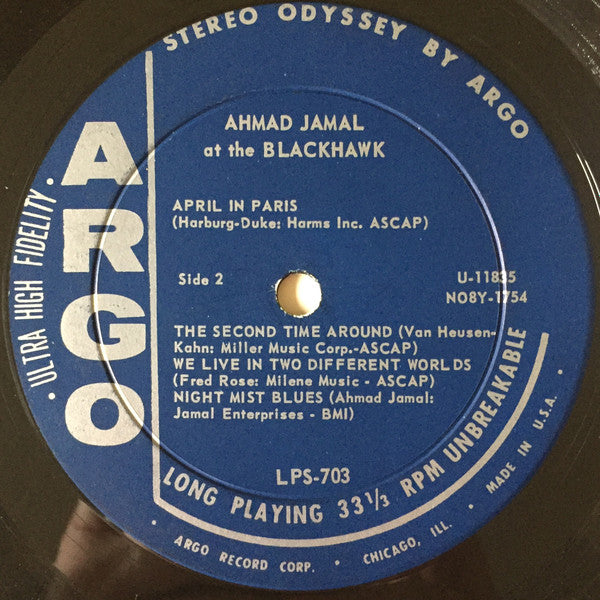 STEREO ODYSSEY BY ARGO
ARGO
· ULTRA HIGH FIDELITY ·
AHMAD JAMAL
at the BLACKHAWK
APRIL IN PARIS
(Harburg-Duke: Harms Inc. ASCAP)
Side 2
U-11835
NO8Y-1754
THE SECOND TIME AROUND (Van Heusen-
Kahn: Miller Music Corp.-ASCAP)
WE LIVE IN TWO DIFFERENT WORLDS
(Fred Rose: Milene Music - ASCAP)
NIGHT MIST BLUES (Ahmad Jamal:
Jamal Enterprises - BMI)
LPS-703
LONG PLAYING 33 1/3 RPM UNBREAKABLE
· ARGO RECORD CORP. · CHICAGO, ILL. · MADE IN U.S.A. ·